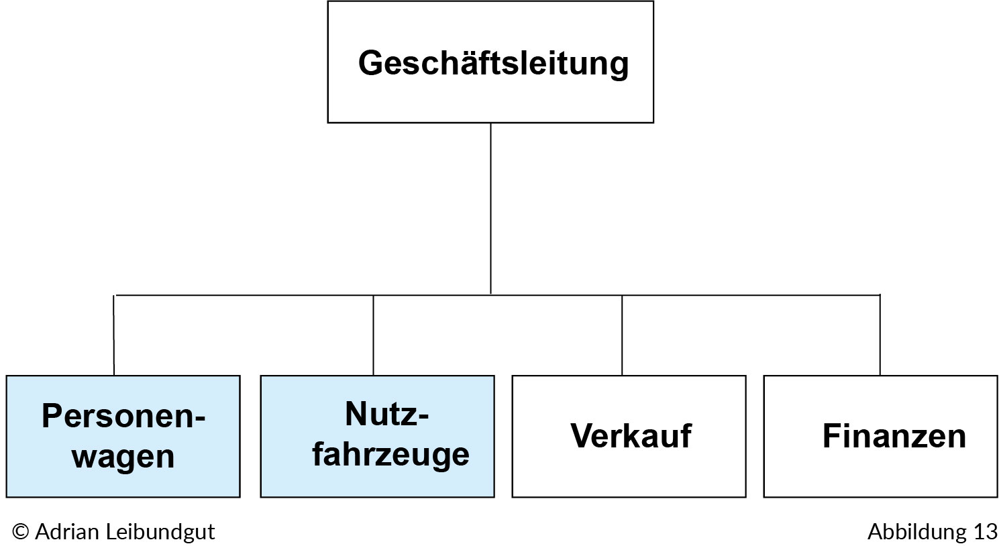 Geschäftsleitung
Personen-
wagen
Nutz-
fahrzeuge
Verkauf
Finanzen
© Adrian Leibundgut
Abbildung 13